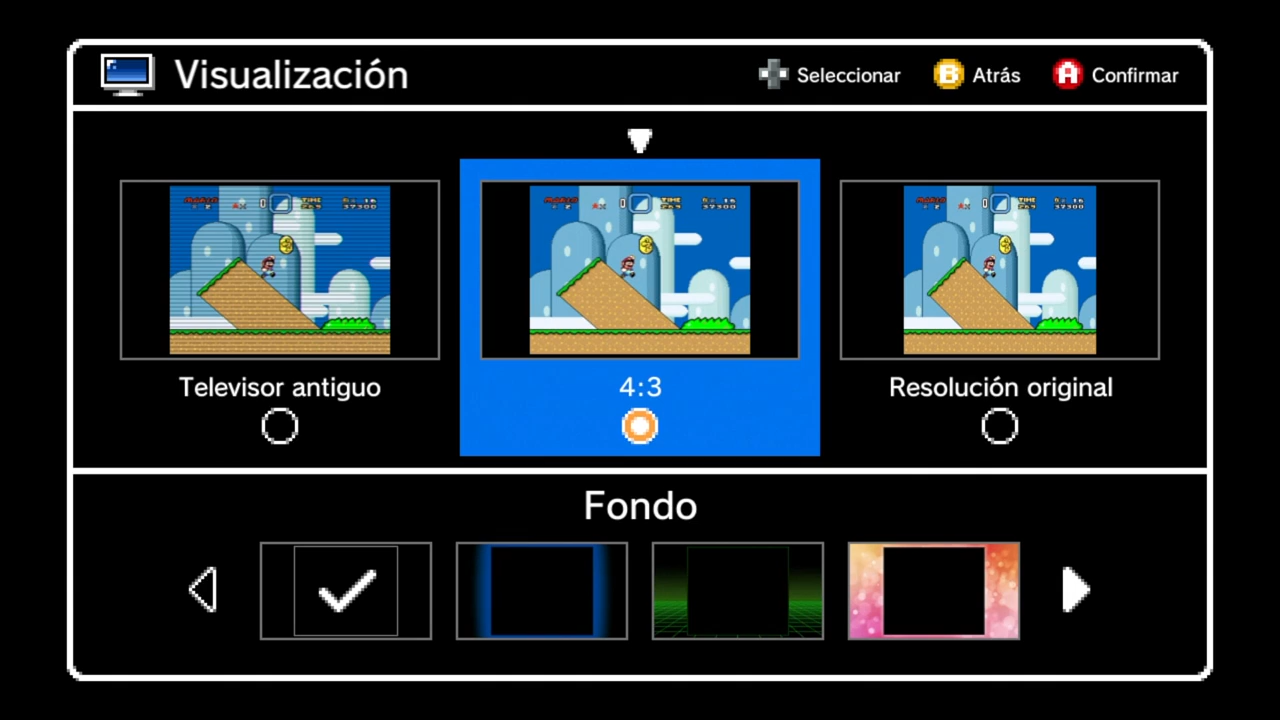 Visualización
Seleccionar
B Atrás
A Confirmar
Televisor antiguo
4:3
Resolución original
Fondo